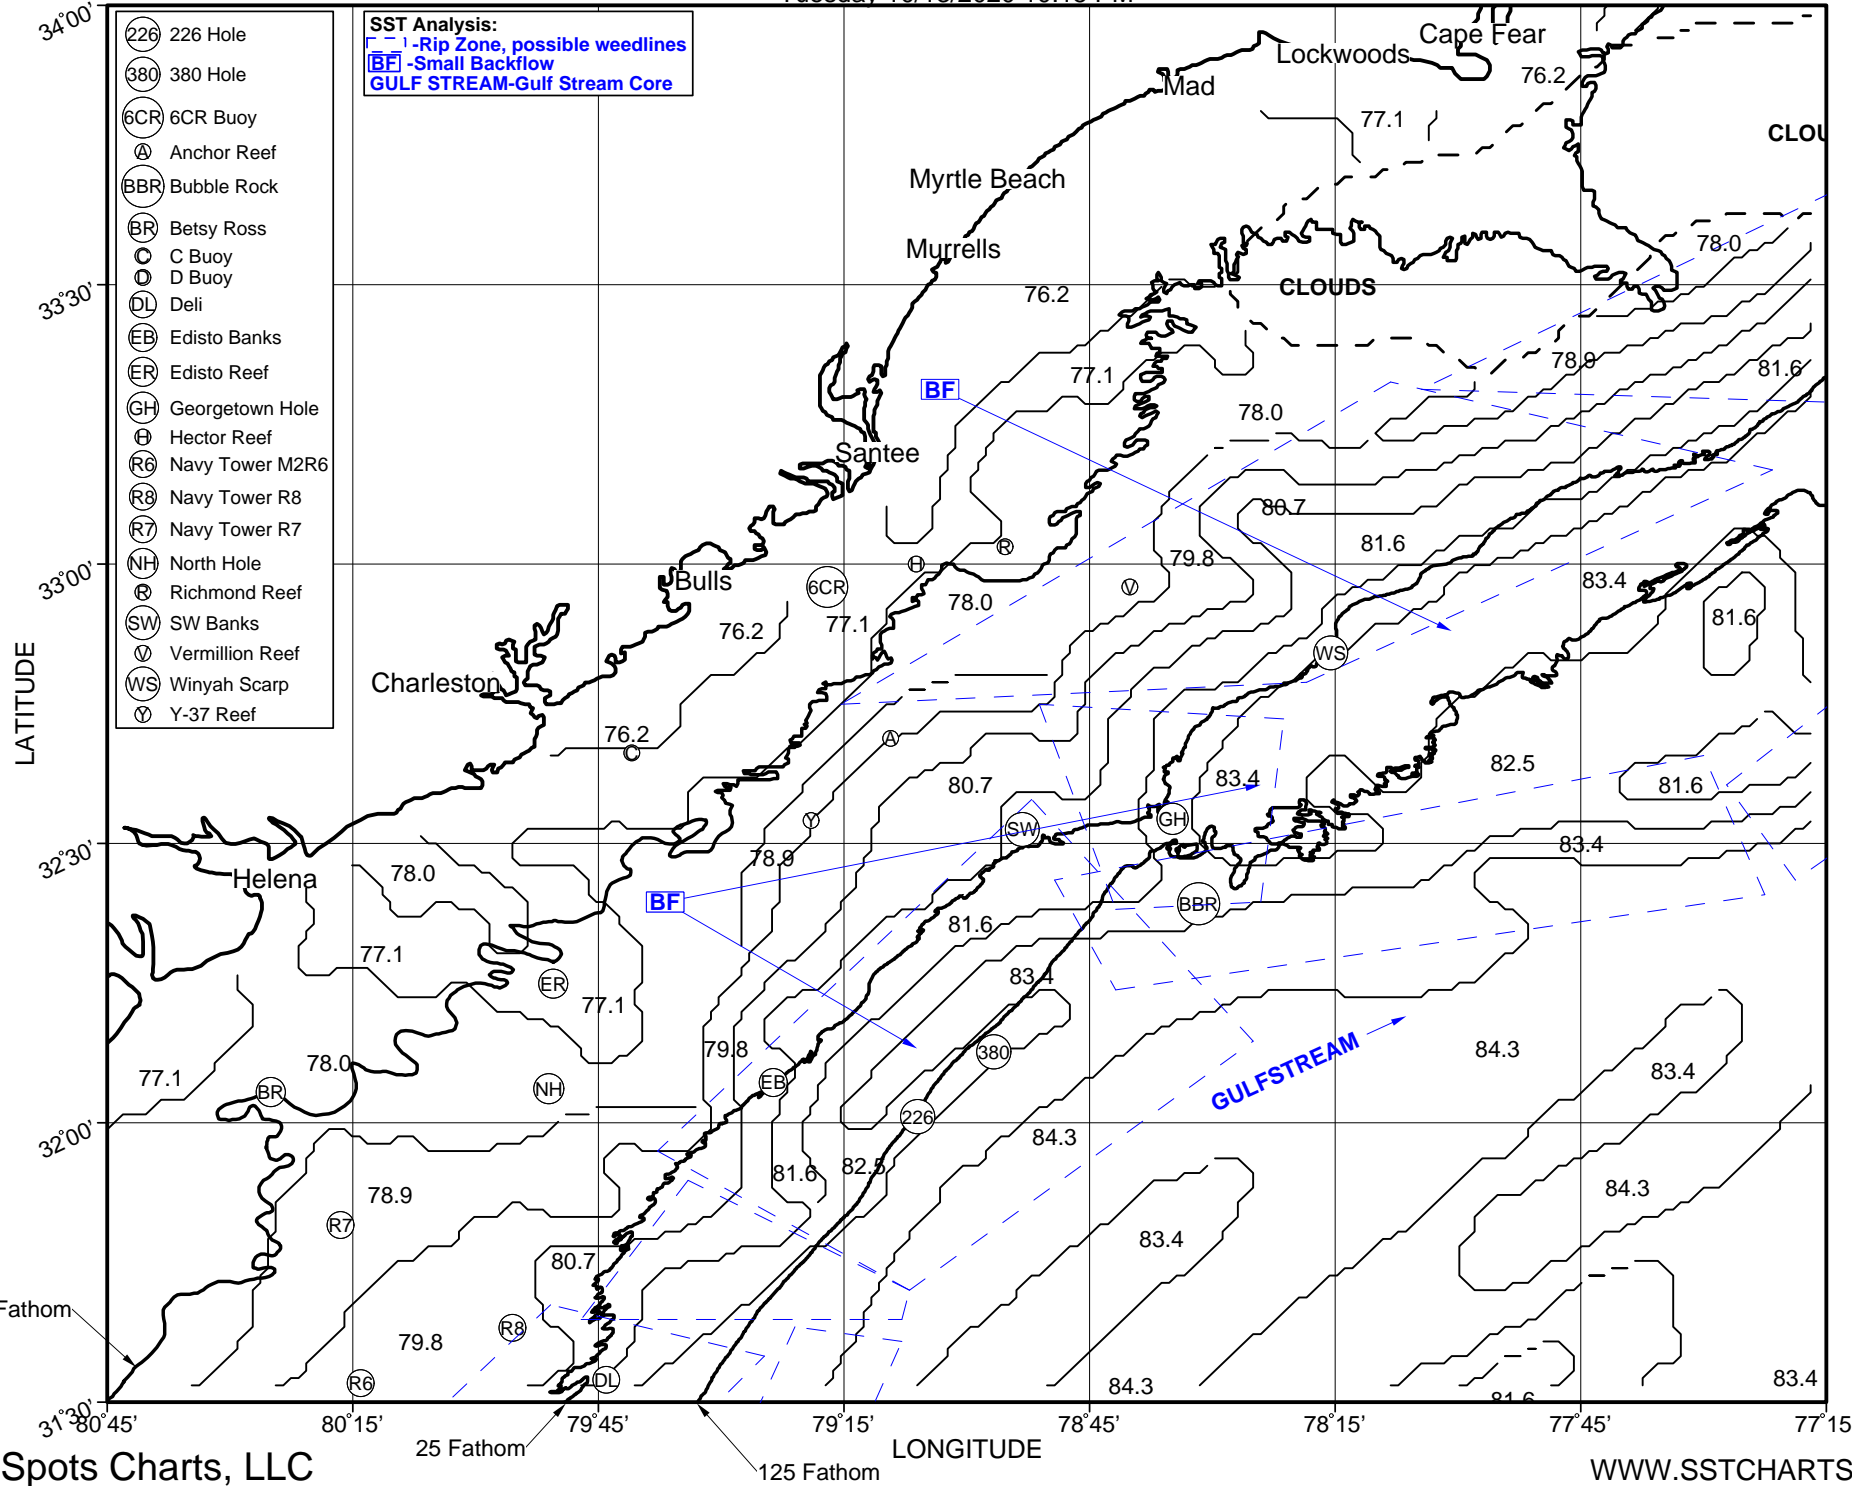 34°00'
226 226 Hole
380 380 Hole
6CR 6CR Buoy
A Anchor Reef
BBR Bubble Rock
BR Betsy Ross
C C Buoy
D D Buoy
DL Deli
EB Edisto Banks
ER Edisto Reef
GH Georgetown Hole
H Hector Reef
R6 Navy Tower M2R6
R8 Navy Tower R8
R7 Navy Tower R7
NH North Hole
R Richmond Reef
SW SW Banks
V Vermillion Reef
WS Winyah Scarp
Y Y-37 Reef
SST Analysis:
-Rip Zone, possible weedlines
BF -Small Backflow
GULF STREAM-Gulf Stream Core
Cape Fear
Lockwoods
76.2
Mad
77.1
CLOU
Myrtle Beach
Murrells
78.0
33°30'
76.2
CLOUDS
77.1
78.9
81.6
BF
78.0
Santee
80.7
81.6
79.8
R
33°00'
Bulls
H
6CR
V
83.4
78.0
76.2
77.1
81.6
WS
Charleston
LATITUDE
76.2
C
A
82.5
80.7
83.4
81.6
Y
SW
GH
32°30'
78.9
83.4
Helena
78.0
BF
BBR
81.6
77.1
83.4
ER
77.1
79.8
380
84.3
GULFSTREAM
78.0
83.4
77.1
BR
NH
EB
226
32°00'
84.3
81.6
82.5
78.9
84.3
R7
83.4
80.7
Fathom
R8
79.8
R6
DL
84.3
83.4
81.6
31°30'
80°45'
80°15'
79°45'
79°15'
78°45'
78°15'
77°45'
77°15'
25 Fathom
LONGITUDE
125 Fathom
Spots Charts, LLC
WWW.SSTCHARTS